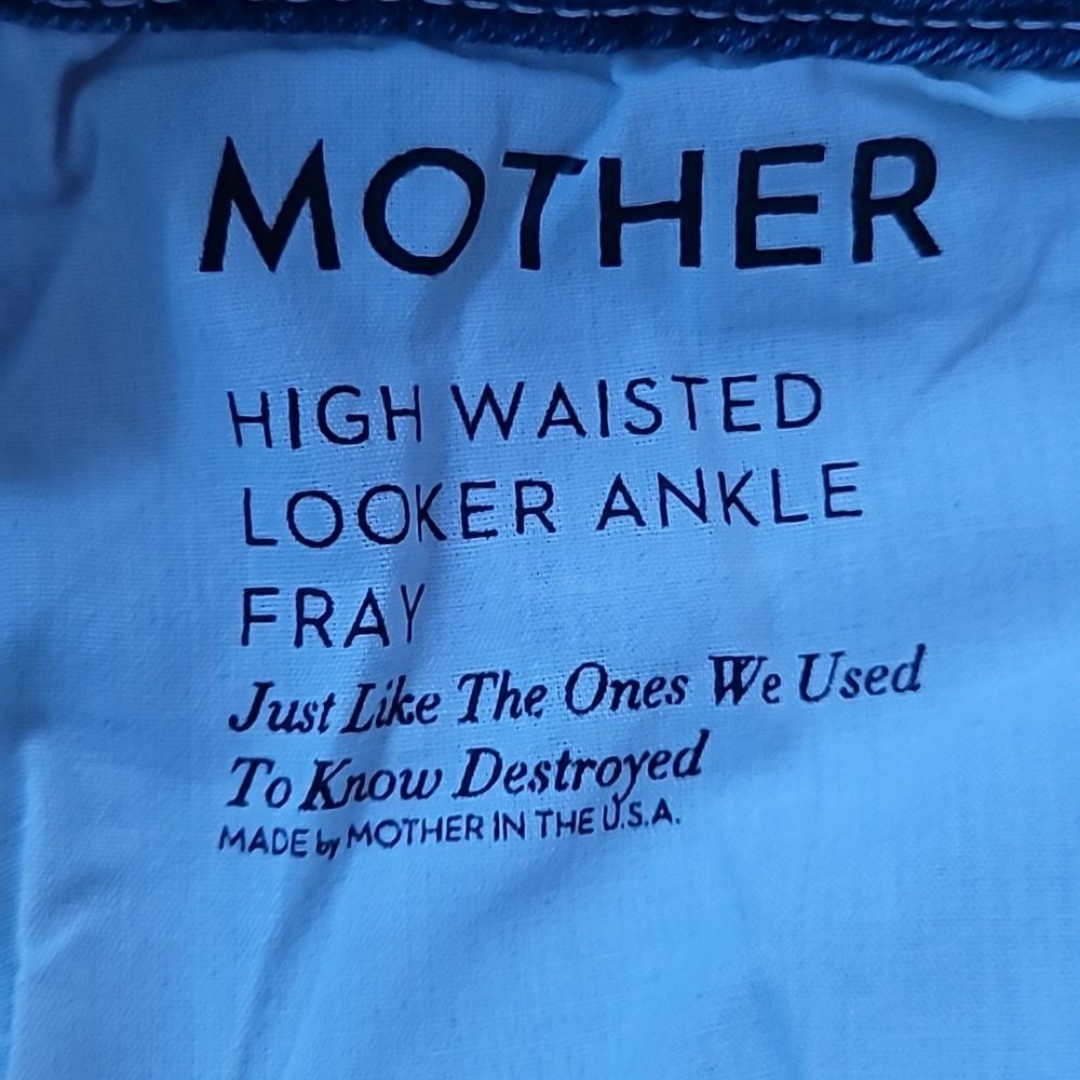 MOTHER
HIGH WAISTED
LOOKER ANKLE
FRAY
Just Like The Ones We Used
To Know Destroyed
MADE by MOTHER IN THE U.S.A.